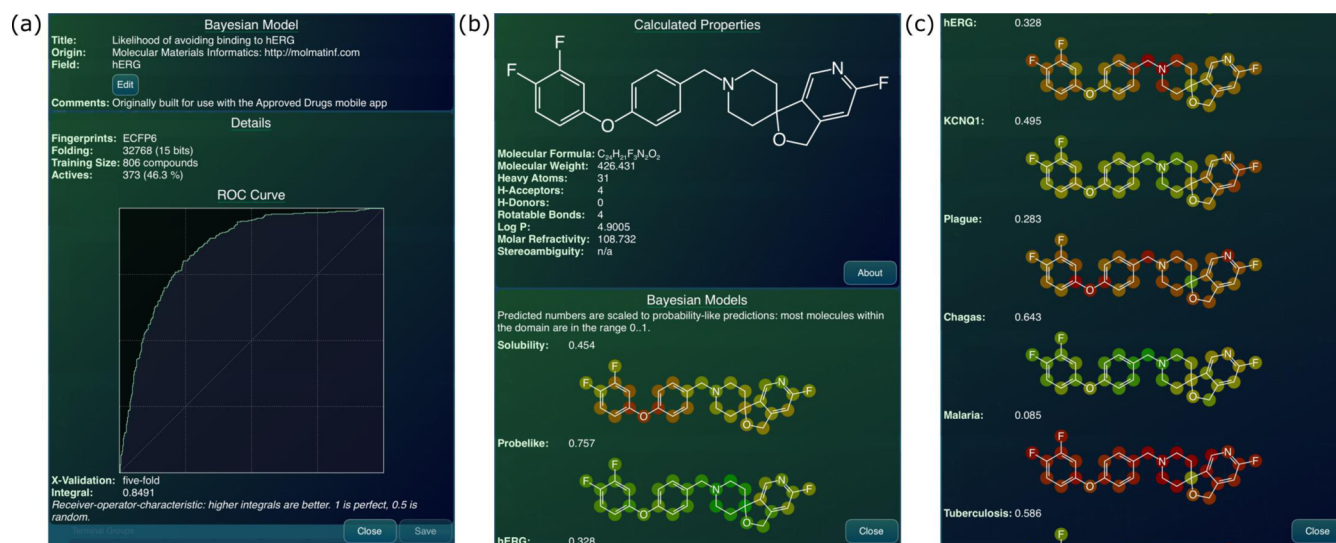 (a)
Bayesian Model
Title: Likelihood of avoiding binding to hERG
Origin: Molecular Materials Informatics: http://molmatinf.com
Field: hERG
Edit
Comments: Originally built for use with the Approved Drugs mobile app
Details
Fingerprints: ECFP6
Folding: 32768 (15 bits)
Training Size: 806 compounds
Actives: 373 (46.3 %)
ROC Curve
X-Validation: five-fold
Integral: 0.8491
Receiver-operator-characteristic: higher integrals are better. 1 is perfect, 0.5 is
random.
Close Save
(b)
Calculated Properties
F
F
O
N
N
F
O
Molecular Formula: C24H21F3N2O2
Molecular Weight: 426.431
Heavy Atoms: 31
H-Acceptors: 4
H-Donors: 0
Rotatable Bonds: 4
Log P: 4.9005
Molar Refractivity: 108.732
Stereoambiguity: n/a
About
Bayesian Models
Predicted numbers are scaled to probability-like predictions: most molecules within
the domain are in the range 0..1.
Solubility: 0.454
F
F
O
N
N
F
O
Probelike: 0.757
F
F
O
N
N
F
O
hERG: 0.328
Close
(c)
hERG: 0.328
F
F
O
N
N
F
O
KCNQ1: 0.495
F
F
O
N
N
F
O
Plague: 0.283
F
F
O
N
N
F
O
Chagas: 0.643
F
F
O
N
N
F
O
Malaria: 0.085
F
F
O
N
N
F
O
Tuberculosis: 0.586
F
Close